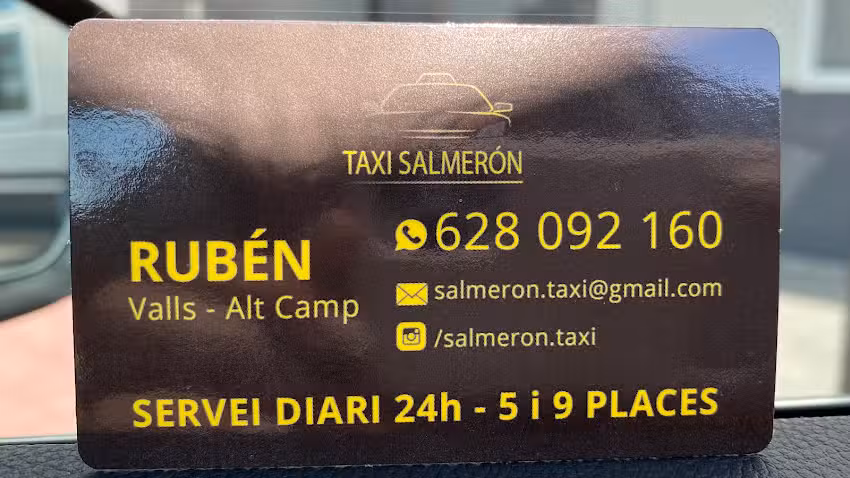 TAXI SALMERÓN
RUBÉN
Valls - Alt Camp
628 092 160
salmeron.taxi@gmail.com
/salmeron.taxi
SERVEI DIARI 24h - 5 i 9 PLACES